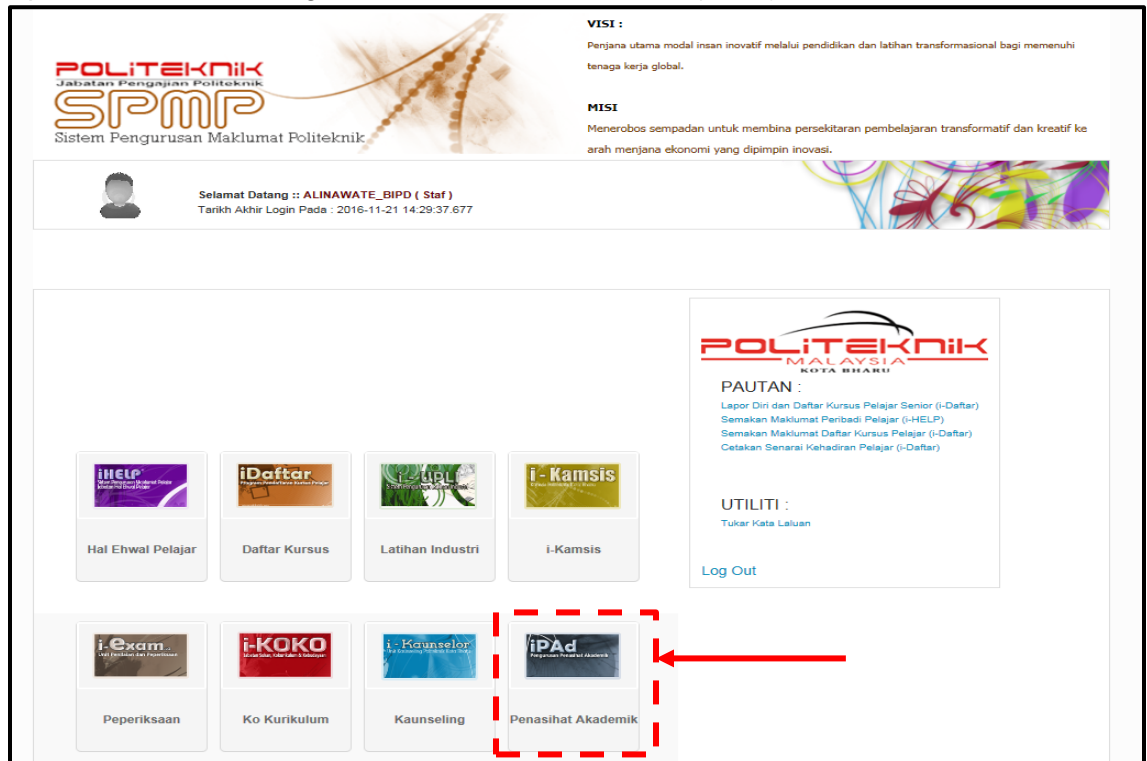 VISI :
Penjana utama modal insan inovatif melalui pendidikan dan latihan transformasional bagi memenuhi
tenaga kerja global.
MISI
Menerobos sempadan untuk membina persekitaran pembelajaran transformatif dan kreatif ke
arah menjana ekonomi yang dipimpin inovasi.
POLITEKNIK
Jabatan Pengajian Politeknik
SPMP
Sistem Pengurusan Maklumat Politeknik
Selamat Datang :: ALINAWATE_BIPD ( Staf )
Tarikh Akhir Login Pada : 2016-11-21 14:29:37.677
POLITEKNIK
MALAYSIA
KOTA BHARU
PAUTAN :
Lapor Diri dan Daftar Kursus Pelajar Senior (i-Daftar)
Semakan Maklumat Peribadi Pelajar (i-HELP)
Semakan Maklumat Daftar Kursus Pelajar (i-Daftar)
Cetakan Senarai Kehadiran Pelajar (i-Daftar)
UTILITI :
Tukar Kata Laluan
Log Out
iHELP
iDaftar
i-UPLI
i-Kamsis
Hal Ehwal Pelajar
Daftar Kursus
Latihan Industri
i-Kamsis
i-exam
i-KOKO
i-Kaunselor
iPAd
Pengurusan Penasihat Akademik
Peperiksaan
Ko Kurikulum
Kaunseling
Penasihat Akademik